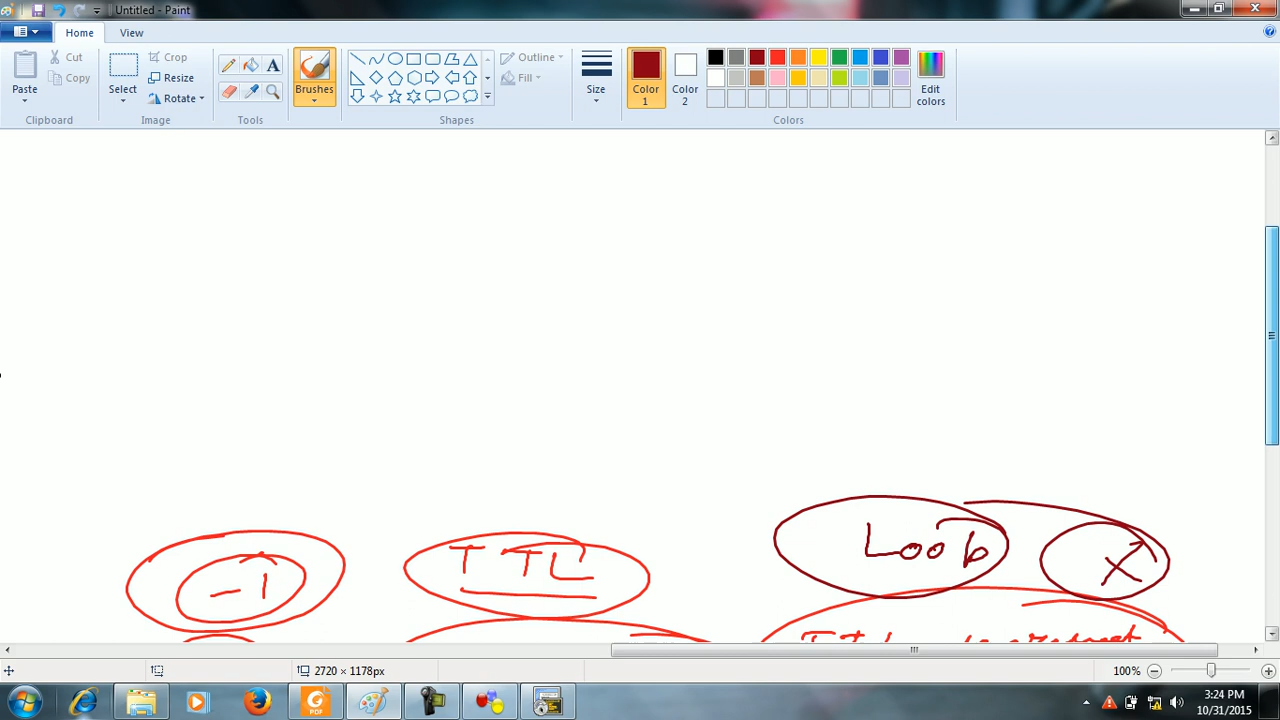 Untitled - Paint
Home View
Paste
Cut
Copy
Clipboard
Select
Crop
Resize
Rotate
Image
Tools
Brushes
Outline
Fill
Shapes
Size
Color 1
Color 2
Edit colors
Colors
Loob X
-1 TTL
2720 × 1178px
100%
PDF
3:24 PM
10/31/2015